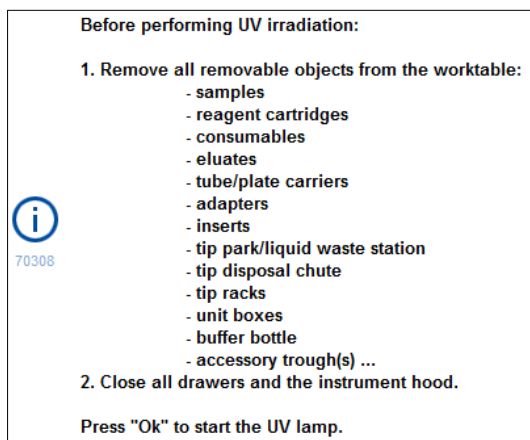 Before performing UV irradiation:
1. Remove all removable objects from the worktable:
- samples
- reagent cartridges
- consumables
- eluates
- tube/plate carriers
- adapters
- inserts
- tip park/liquid waste station
- tip disposal chute
- tip racks
- unit boxes
- buffer bottle
- accessory trough(s) ...
2. Close all drawers and the instrument hood.
Press "Ok" to start the UV lamp.
i
70308